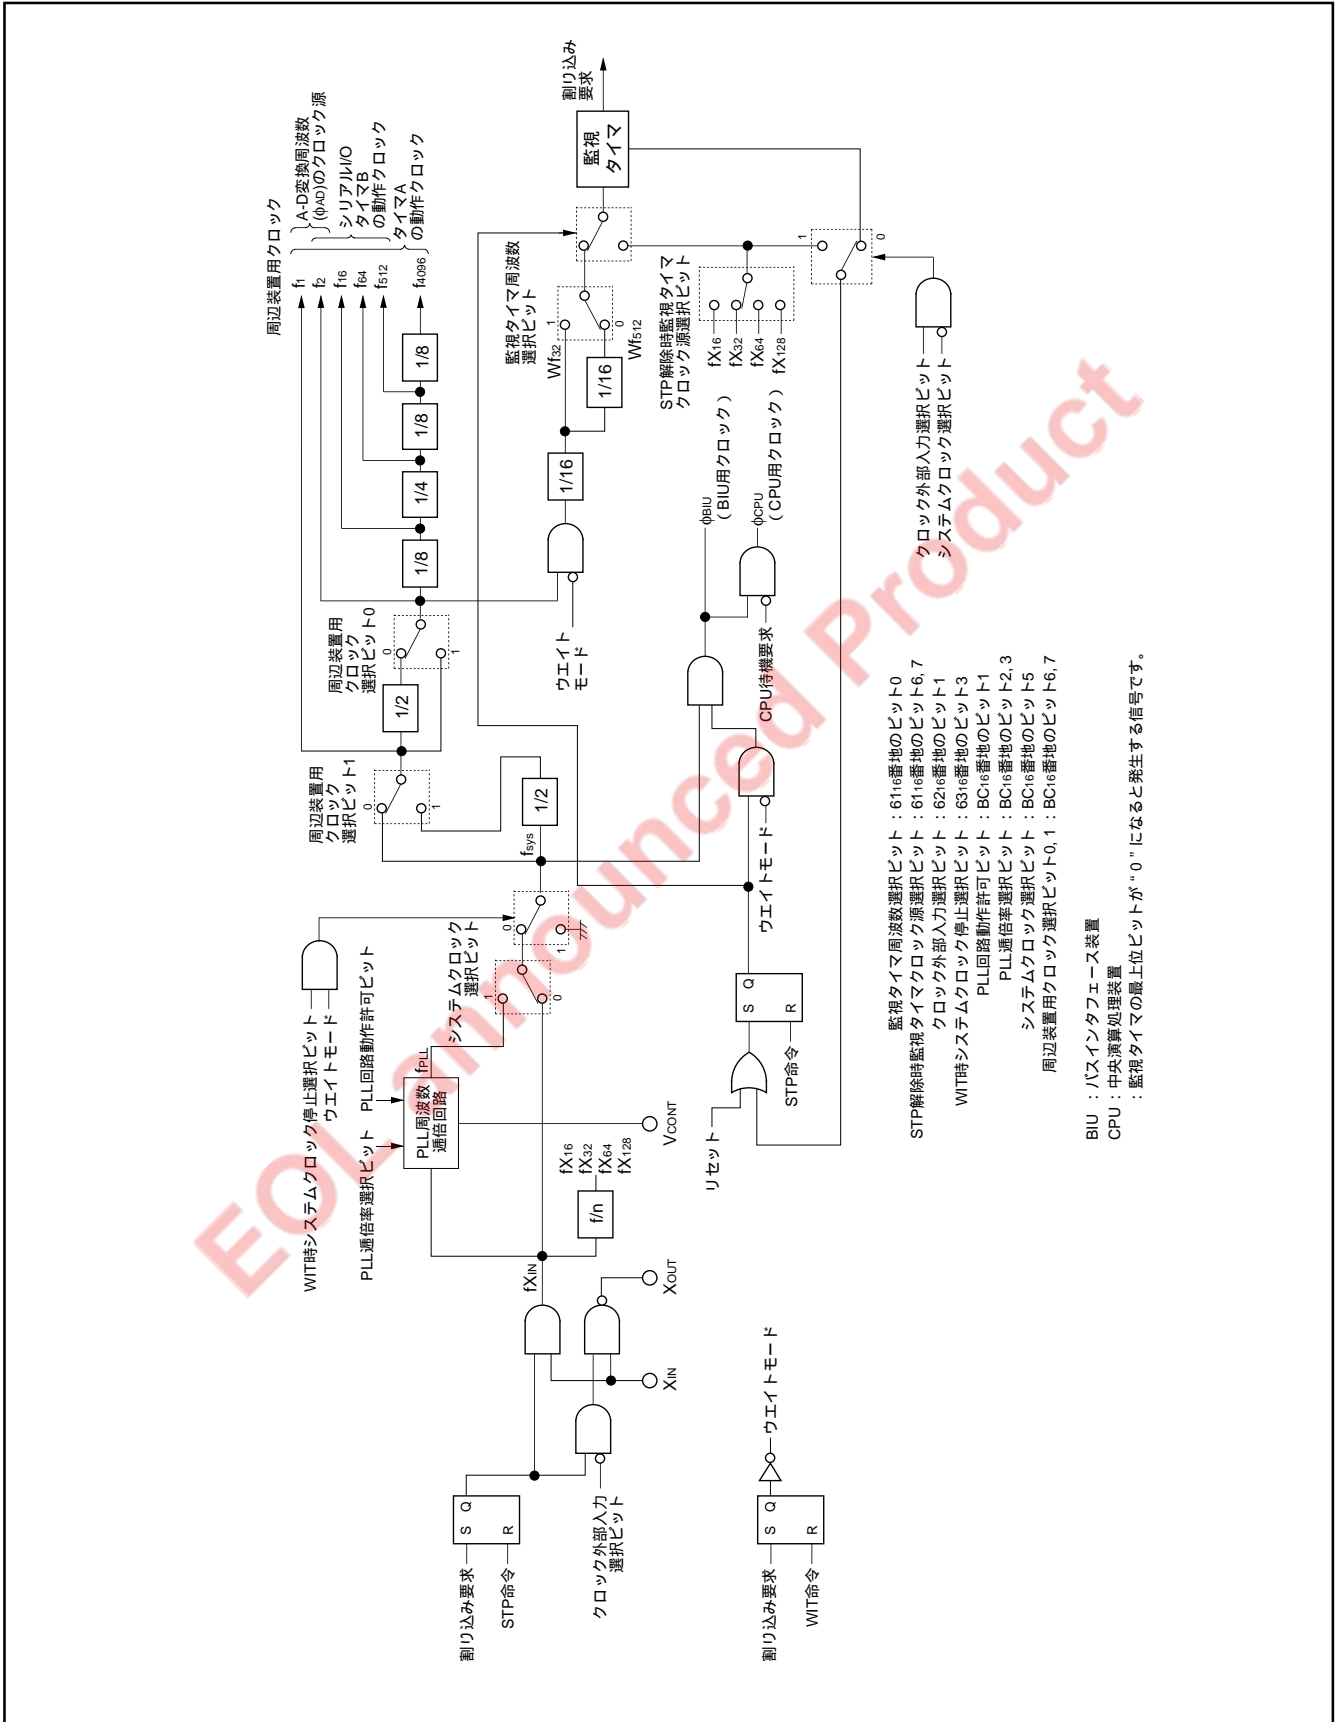 周辺装置用クロック
A-D変換周波数
(φAD)のクロック源
シリアルI/O
タイマB
の動作クロック
タイマA
の動作クロック
f1
f2
f16
f64
f512
f4096
1/8
1/4
1/8
1/8
周辺装置用
クロック
選択ビット0
0
1
1/2
周辺装置用
クロック
選択ビット1
0
1
1/2
fsys
割り込み
要求
監視
タイマ
監視タイマ周波数
選択ビット
Wf32
1
0
Wf512
1/16
1/16
ウエイト
モード
STP解除時監視タイマ
クロック源選択ビット
fX16
fX32
fX64
fX128
1
0
クロック外部入力選択ビット
システムクロック選択ビット
φBIU
(BIU用クロック)
φCPU
(CPU用クロック)
CPU待機要求
ウエイトモード
WIT時システムクロック停止選択ビット
ウエイトモード
システムクロック
選択ビット
0
1
1
0
PLL逓倍率選択ビット
PLL回路動作許可ビット
PLL周波数
逓倍回路
fPLL
VCONT
fX16
fX32
fX64
fX128
f/n
fXIN
XOUT
XIN
リセット
STP命令
S Q
R
割り込み要求
STP命令
S Q
R
クロック外部入力
選択ビット
割り込み要求
WIT命令
S Q
R
ウエイトモード
監視タイマ周波数選択ビット : 6116番地のビット0
STP解除時監視タイマクロック源選択ビット : 6116番地のビット6, 7
クロック外部入力選択ビット : 6216番地のビット1
WIT時システムクロック停止選択ビット : 6316番地のビット3
PLL回路動作許可ビット : BC16番地のビット1
PLL逓倍率選択ビット : BC16番地のビット2, 3
システムクロック選択ビット : BC16番地のビット5
周辺装置用クロック選択ビット0, 1 : BC16番地のビット6, 7
BIU : バスインタフェース装置
CPU : 中央演算処理装置
: 監視タイマの最上位ビットが“0”になると発生する信号です。
EOL announced Product